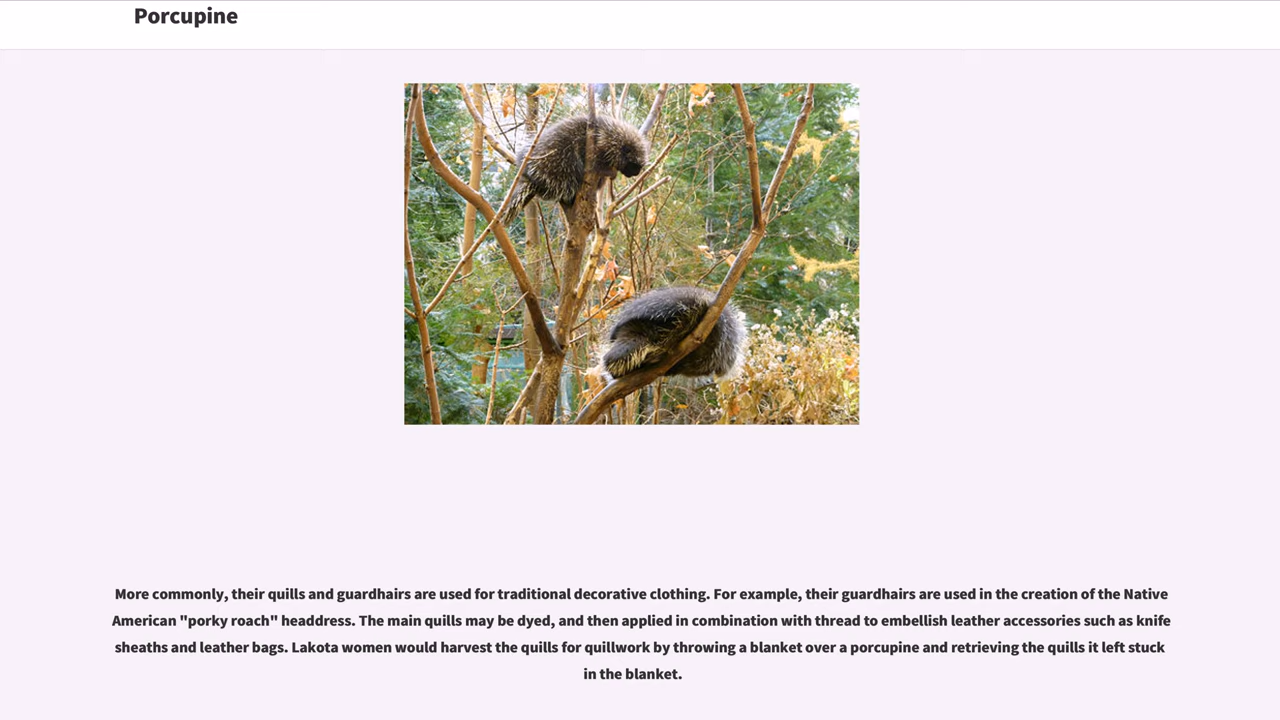 Porcupine
More commonly, their quills and guardhairs are used for traditional decorative clothing. For example, their guardhairs are used in the creation of the Native
American "porky roach" headdress. The main quills may be dyed, and then applied in combination with thread to embellish leather accessories such as knife
sheaths and leather bags. Lakota women would harvest the quills for quillwork by throwing a blanket over a porcupine and retrieving the quills it left stuck
in the blanket.